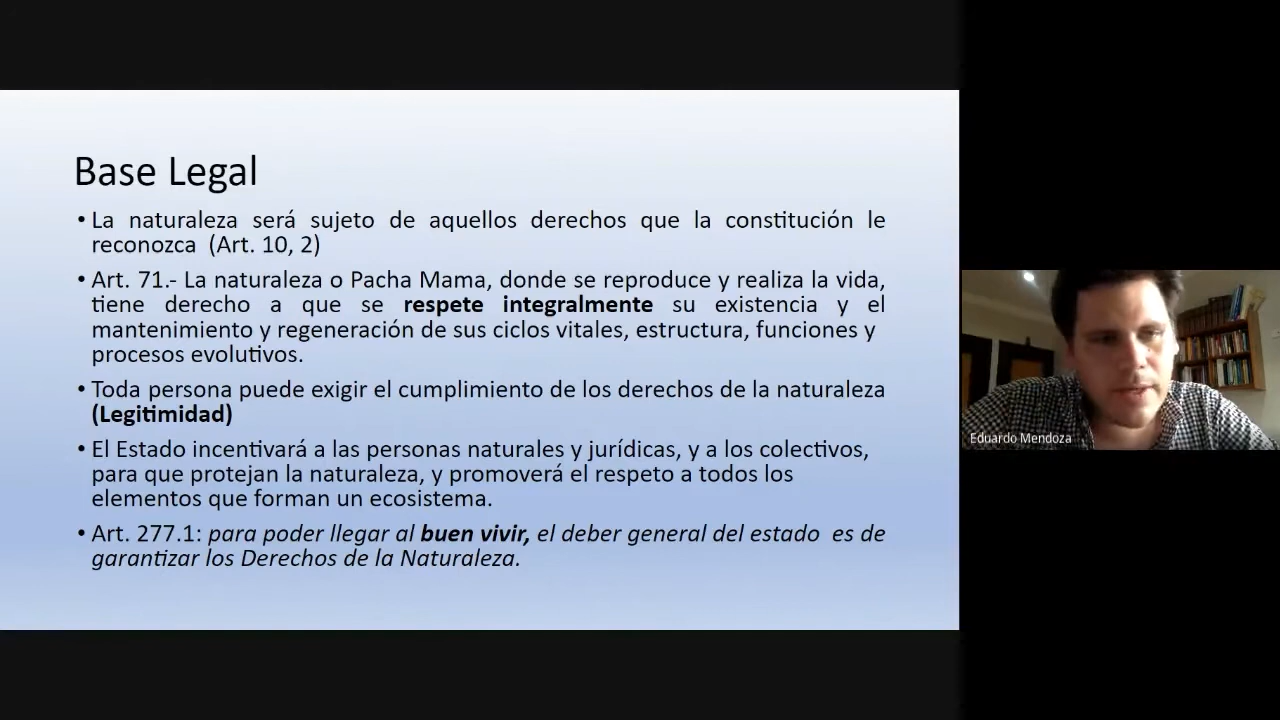 Base Legal
• La naturaleza será sujeto de aquellos derechos que la constitución le
reconozca (Art. 10, 2)
• Art. 71.- La naturaleza o Pacha Mama, donde se reproduce y realiza la vida,
tiene derecho a que se respete integralmente su existencia y el
mantenimiento y regeneración de sus ciclos vitales, estructura, funciones y
procesos evolutivos.
• Toda persona puede exigir el cumplimiento de los derechos de la naturaleza
(Legitimidad)
• El Estado incentivará a las personas naturales y jurídicas, y a los colectivos,
para que protejan la naturaleza, y promoverá el respeto a todos los
elementos que forman un ecosistema.
• Art. 277.1: para poder llegar al buen vivir, el deber general del estado es de
garantizar los Derechos de la Naturaleza.
Eduardo Mendoza